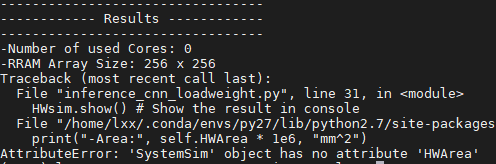 ---------------------------------
------------ Results ------------
---------------------------------
-Number of used Cores: 0
-RRAM Array Size: 256 x 256
Traceback (most recent call last):
  File "inference_cnn_loadweight.py", line 31, in <module>
    HWsim.show() # Show the result in console
  File "/home/lxx/.conda/envs/py27/lib/python2.7/site-packages
    print("-Area:", self.HWArea * 1e6, "mm^2")
AttributeError: 'SystemSim' object has no attribute 'HWArea'